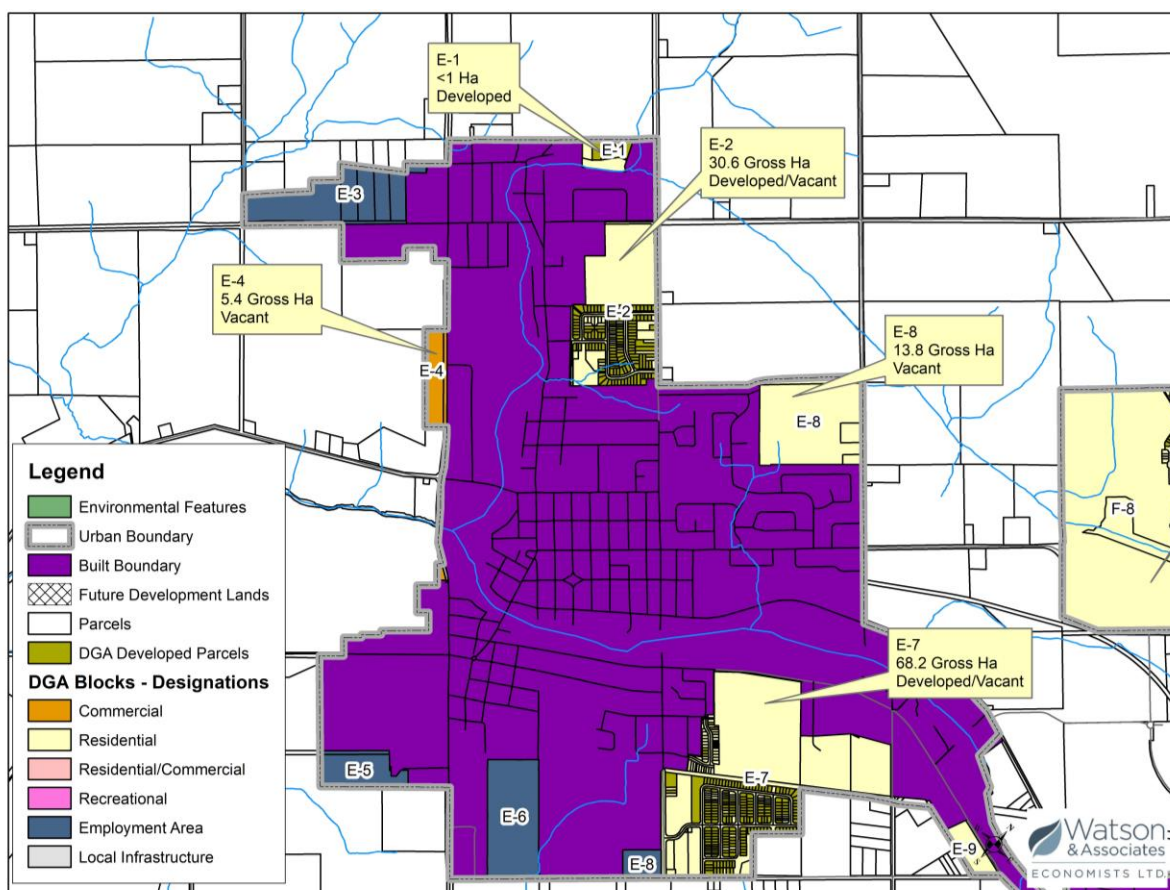 E-1
<1 Ha
Developed
E-1
E-2
30.6 Gross Ha
Developed/Vacant
E-3
E-4
5.4 Gross Ha
Vacant
E-2
E-8
13.8 Gross Ha
Vacant
E-4
E-8
F-8
Legend
Environmental Features
Urban Boundary
Built Boundary
Future Development Lands
Parcels
DGA Developed Parcels
DGA Blocks - Designations
Commercial
Residential
Residential/Commercial
Recreational
Employment Area
Local Infrastructure
E-7
68.2 Gross Ha
Developed/Vacant
E-5
E-7
E-6
E-8
E-9
Watson
& Associates
ECONOMISTS LTD